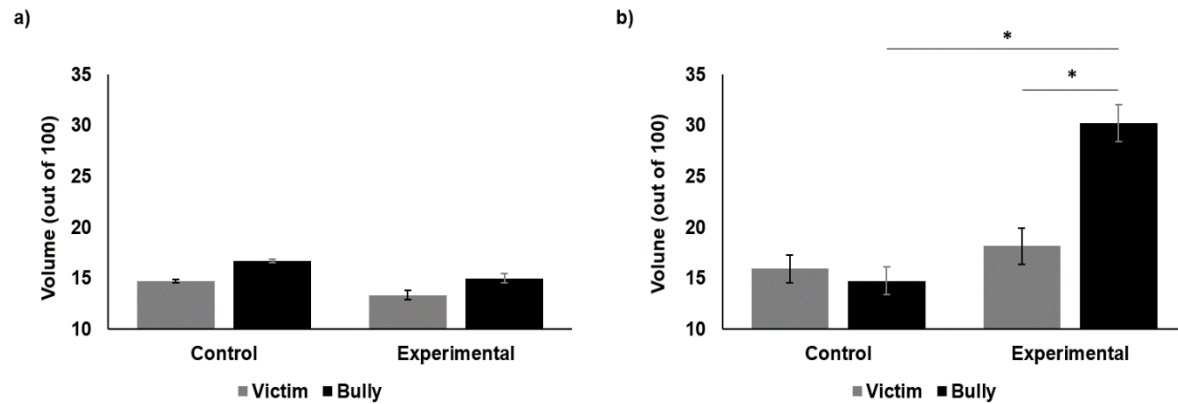 a)
Volume (out of 100)
35
30
25
20
15
10
Control Experimental
Victim Bully
b)
*
*
Volune (out of 100)
35
30
25
20
15
10
Control Experimental
Victim Bully